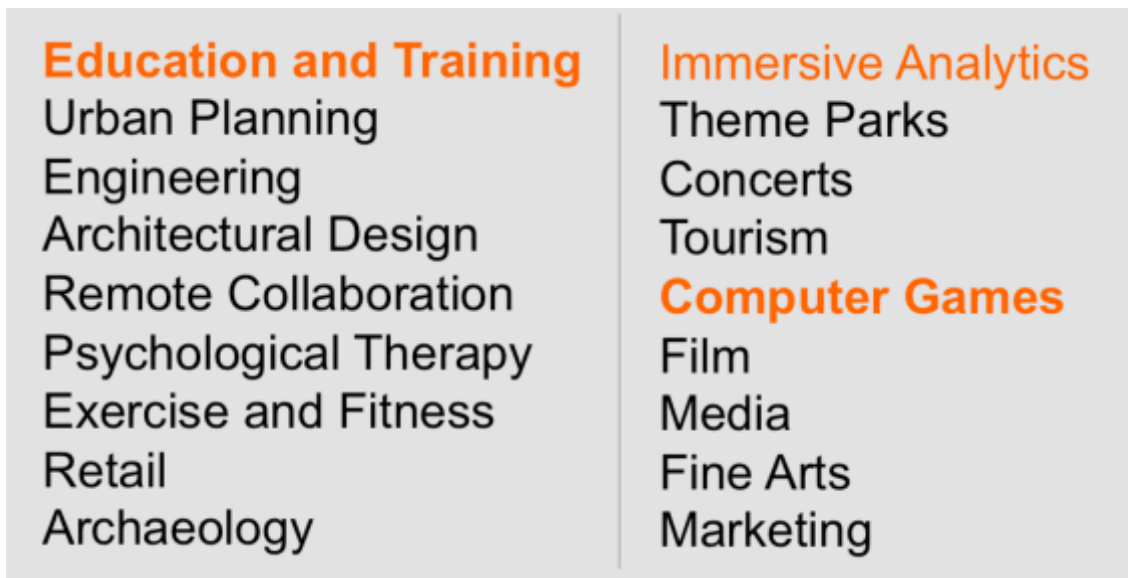 Education and Training
Urban Planning
Engineering
Architectural Design
Remote Collaboration
Psychological Therapy
Exercise and Fitness
Retail
Archaeology
Immersive Analytics
Theme Parks
Concerts
Tourism
Computer Games
Film
Media
Fine Arts
Marketing